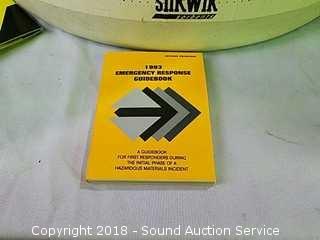 sorbents
1993
EMERGENCY RESPONSE
GUIDEBOOK
A GUIDEBOOK
FOR FIRST RESPONDERS DURING
THE INITIAL PHASE OF A
HAZARDOUS MATERIALS INCIDENT
Copyright 2018 - Sound Auction Service